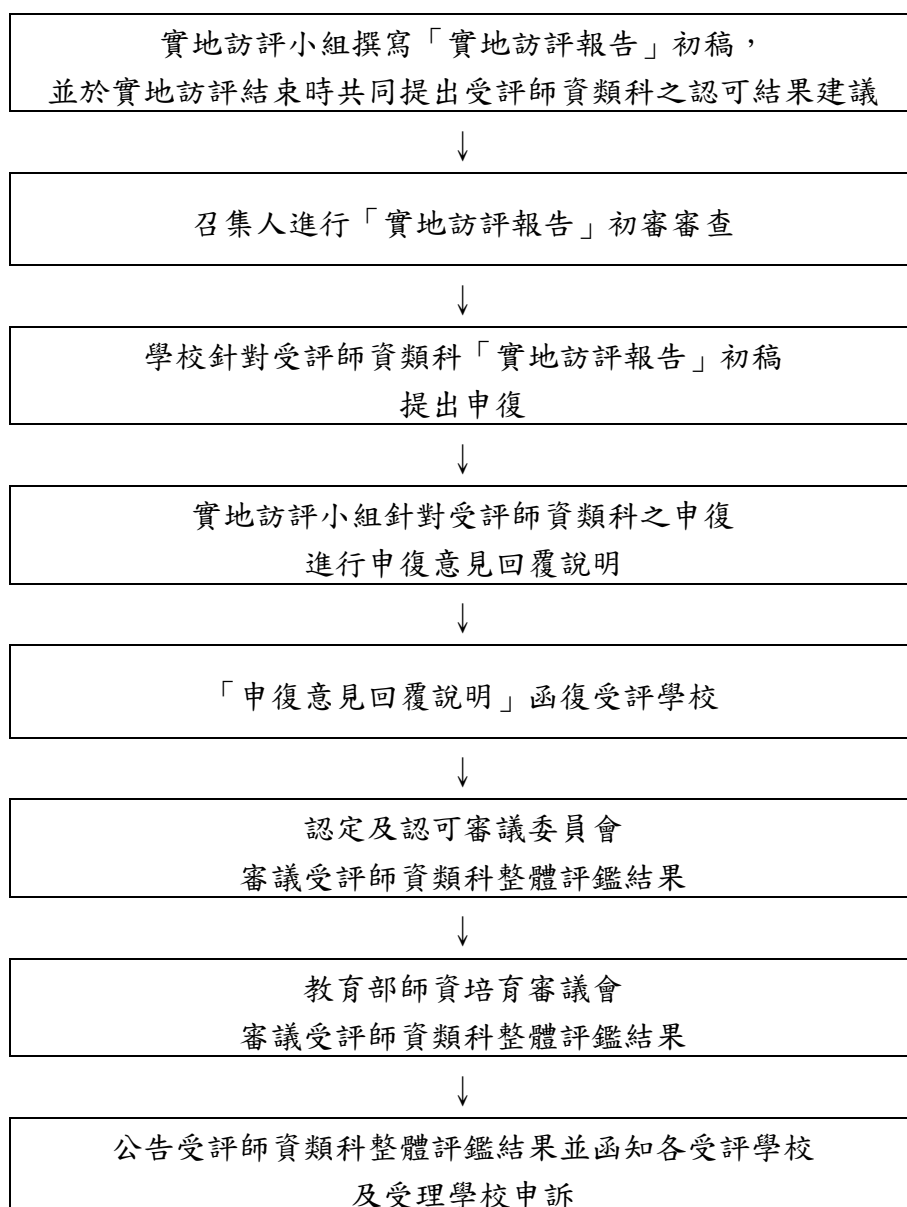 實地訪評小組撰寫「實地訪評報告」初稿，
並於實地訪評結束時共同提出受評師資類科之認可結果建議
↓
召集人進行「實地訪評報告」初審審查
↓
學校針對受評師資類科「實地訪評報告」初稿
提出申復
↓
實地訪評小組針對受評師資類科之申復
進行申復意見回覆說明
↓
「申復意見回覆說明」函復受評學校
↓
認定及認可審議委員會
審議受評師資類科整體評鑑結果
↓
教育部師資培育審議會
審議受評師資類科整體評鑑結果
↓
公告受評師資類科整體評鑑結果並函知各受評學校
及受理學校申訴